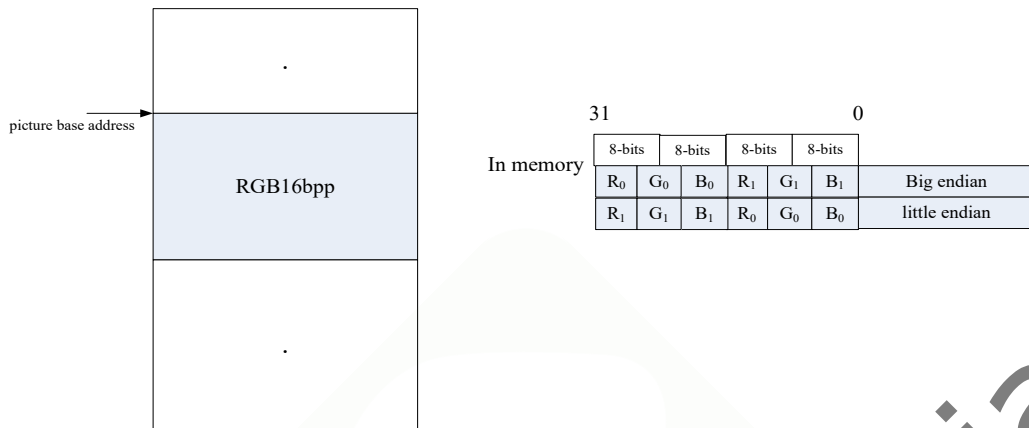 .
picture base address
RGB16bpp
.
31 0
In memory
8-bits 8-bits 8-bits 8-bits
R₀ G₀ B₀ R₁ G₁ B₁ Big endian
R₁ G₁ B₁ R₀ G₀ B₀ little endian